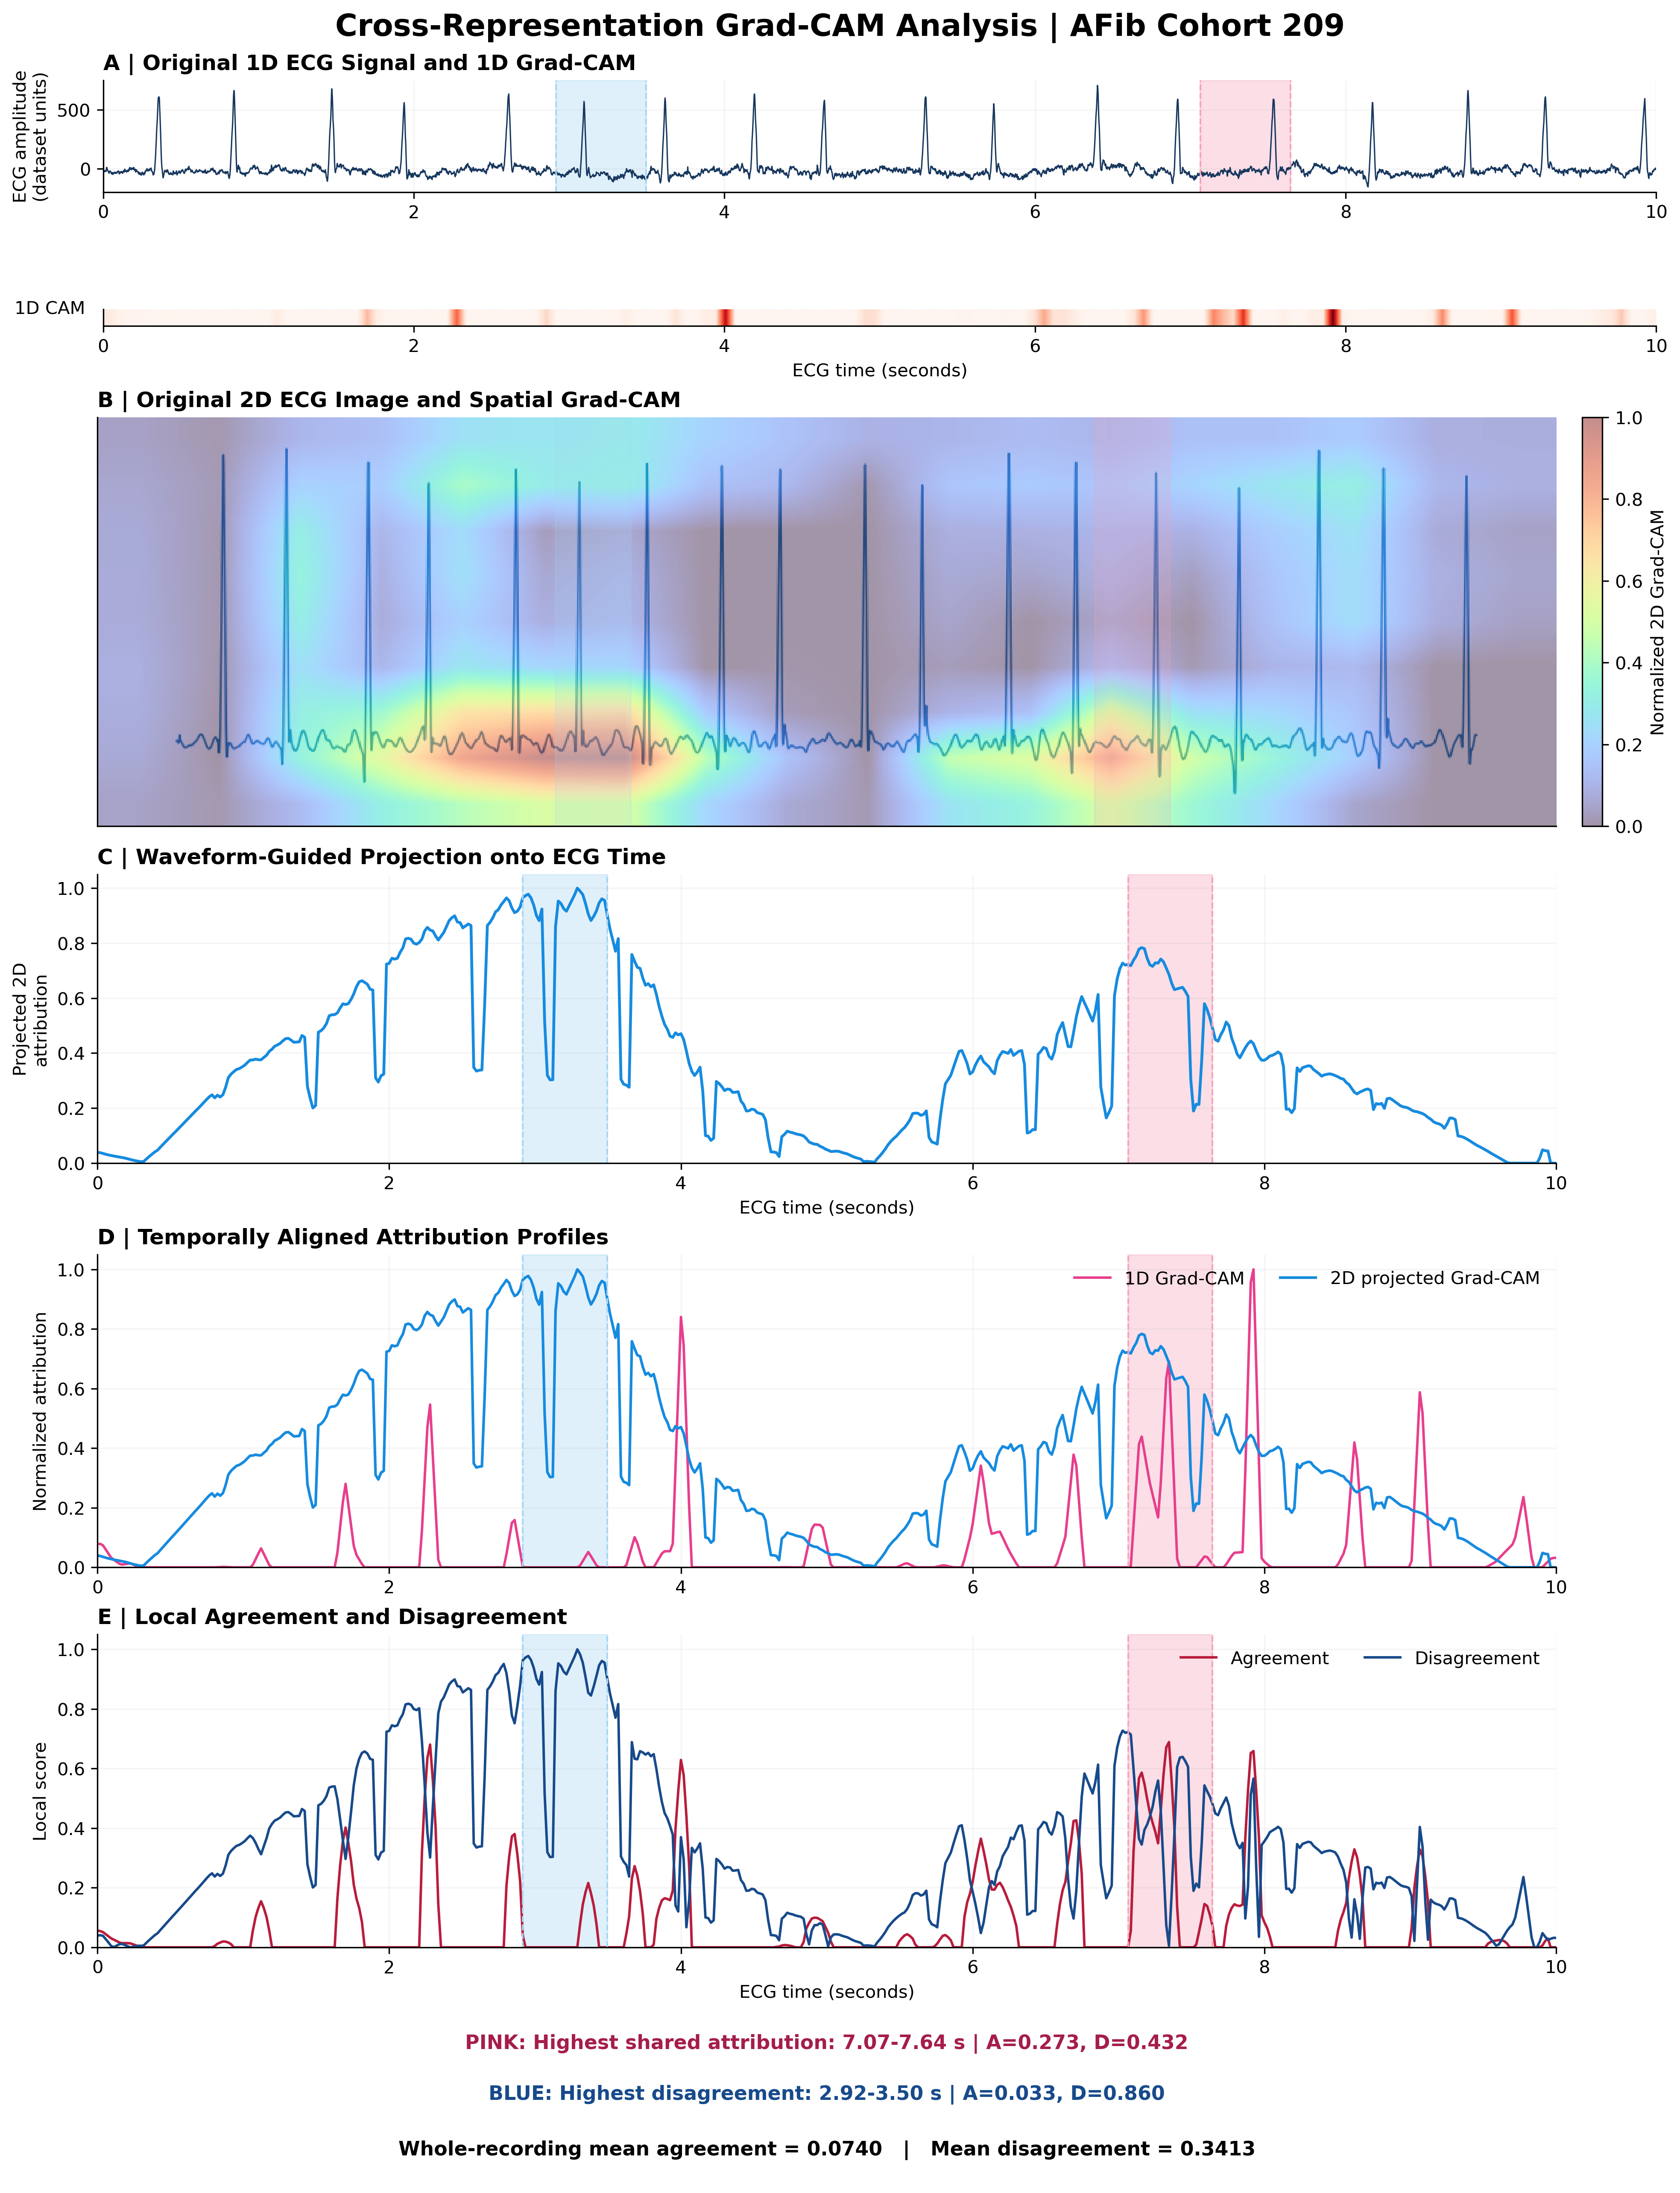 Cross-Representation Grad-CAM Analysis | AFib Cohort 209
A | Original 1D ECG Signal and 1D Grad-CAM
ECG amplitude
(dataset units)
500
0
0 2 4 6 8 10
1D CAM
0 2 4 6 8 10
ECG time (seconds)
B | Original 2D ECG Image and Spatial Grad-CAM
1.0
0.8
0.6
0.4
0.2
0.0
Normalized 2D Grad-CAM
C | Waveform-Guided Projection onto ECG Time
Projected 2D
attribution
1.0
0.8
0.6
0.4
0.2
0.0
0 2 4 6 8 10
ECG time (seconds)
D | Temporally Aligned Attribution Profiles
1D Grad-CAM 2D projected Grad-CAM
Normalized attribution
1.0
0.8
0.6
0.4
0.2
0.0
0 2 4 6 8 10
E | Local Agreement and Disagreement
Agreement Disagreement
Local score
1.0
0.8
0.6
0.4
0.2
0.0
0 2 4 6 8 10
ECG time (seconds)
PINK: Highest shared attribution: 7.07-7.64 s | A=0.273, D=0.432
BLUE: Highest disagreement: 2.92-3.50 s | A=0.033, D=0.860
Whole-recording mean agreement = 0.0740 | Mean disagreement = 0.3413